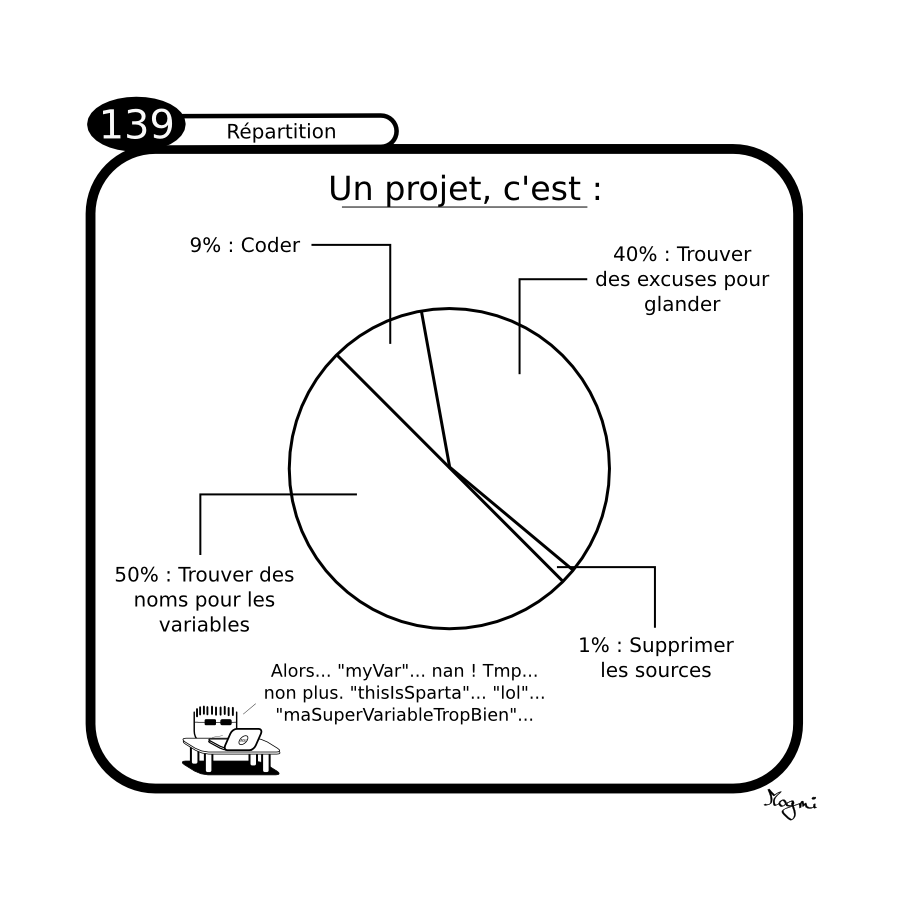 139
Répartition
Un projet, c'est :
9% : Coder
40% : Trouver
des excuses pour
glander
50% : Trouver des
noms pour les
variables
1% : Supprimer
les sources
Alors... "myVar"... nan ! Tmp...
non plus. "thisIsSparta"... "lol"...
"maSuperVariableTropBien"...
Mogmi